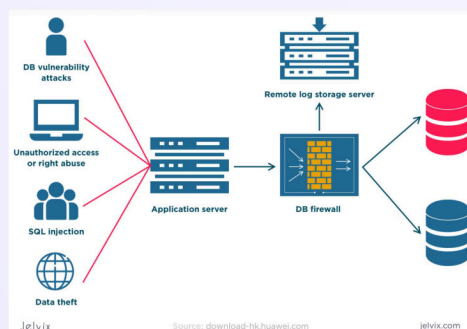 DB vulnerability
attacks
Unauthorized access
or right abuse
SQL injection
Data theft
Application server
Remote log storage server
DB firewall
Jelvix
Source: download-hk.huawei.com
jelvix.com